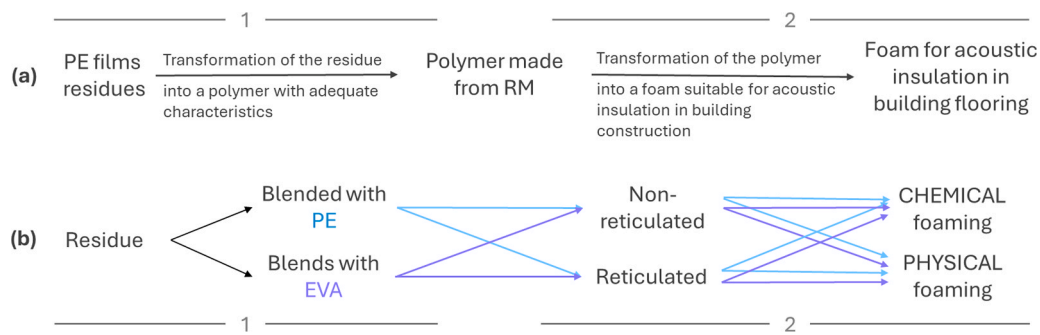 1
2
(a)
PE films
residues
Transformation of the residue
into a polymer with adequate
characteristics
Polymer made
from RM
Transformation of the polymer
into a foam suitable for acoustic
insulation in building
construction
Foam for acoustic
insulation in
building flooring
(b)
Residue
Blended with
PE
Blends with
EVA
Non-
reticulated
Reticulated
CHEMICAL
foaming
PHYSICAL
foaming
1
2